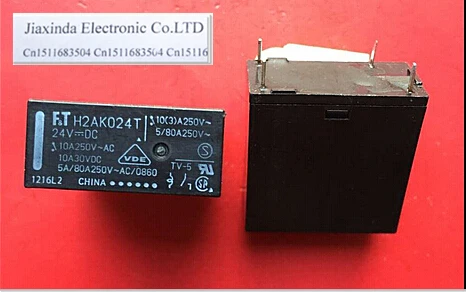 Jiaxinda Electronic Co.LTD
Cn1511683504 Cn1511683504 Cn15116
F&T H2AK024T
24V⎓DC
10A250V~AC
10A30VDC
5A/80A250V~AC/0860
1216L2 CHINA
10(3)A250V~
5/80A250V~
VDE
TV-5